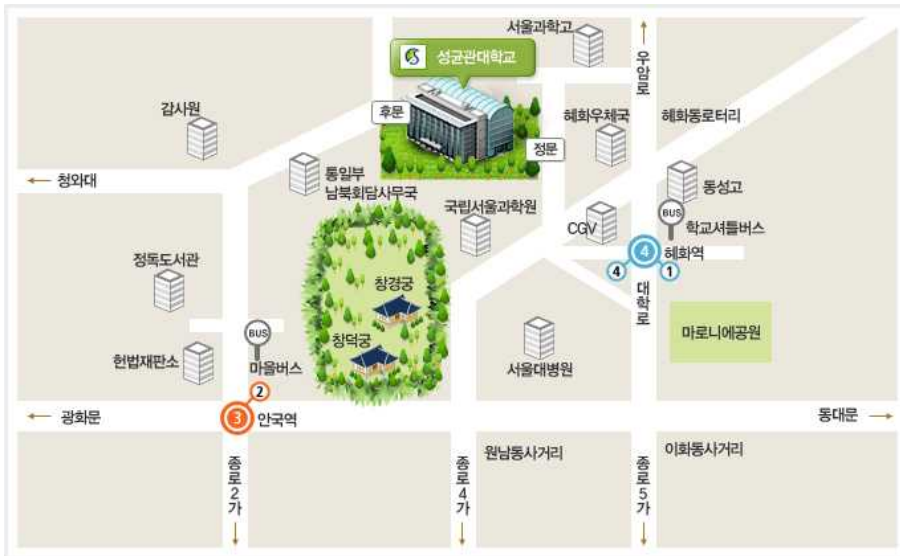 서울과학고
성균관대학교
우암로
감사원
후문
혜화우체국
혜화동로터리
정문
청와대
통일부
남북회담사무국
동성고
국립서울과학원
CGV
BUS
학교셔틀버스
4
혜화역
4
1
정독도서관
창경궁
대학로
마로니에공원
BUS
창덕궁
헌법재판소
마을버스
서울대병원
2
광화문
3
안국역
동대문
원남동사거리
이화동사거리
종로2가
종로4가
종로5가